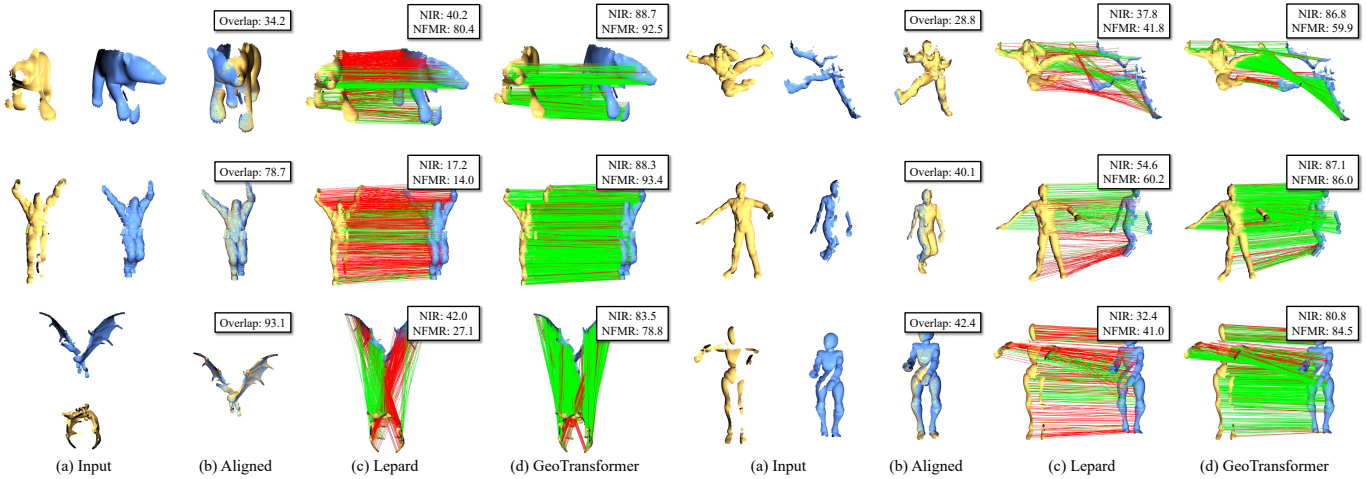 Overlap: 34.2
NIR: 40.2
NFMR: 80.4
NIR: 88.7
NFMR: 92.5
Overlap: 28.8
NIR: 37.8
NFMR: 41.8
NIR: 86.8
NFMR: 59.9
Overlap: 78.7
NIR: 17.2
NFMR: 14.0
NIR: 88.3
NFMR: 93.4
Overlap: 40.1
NIR: 54.6
NFMR: 60.2
NIR: 87.1
NFMR: 86.0
Overlap: 93.1
NIR: 42.0
NFMR: 27.1
NIR: 83.5
NFMR: 78.8
Overlap: 42.4
NIR: 32.4
NFMR: 41.0
NIR: 80.8
NFMR: 84.5
(a) Input
(b) Aligned
(c) Lepard
(d) GeoTransformer
(a) Input
(b) Aligned
(c) Lepard
(d) GeoTransformer